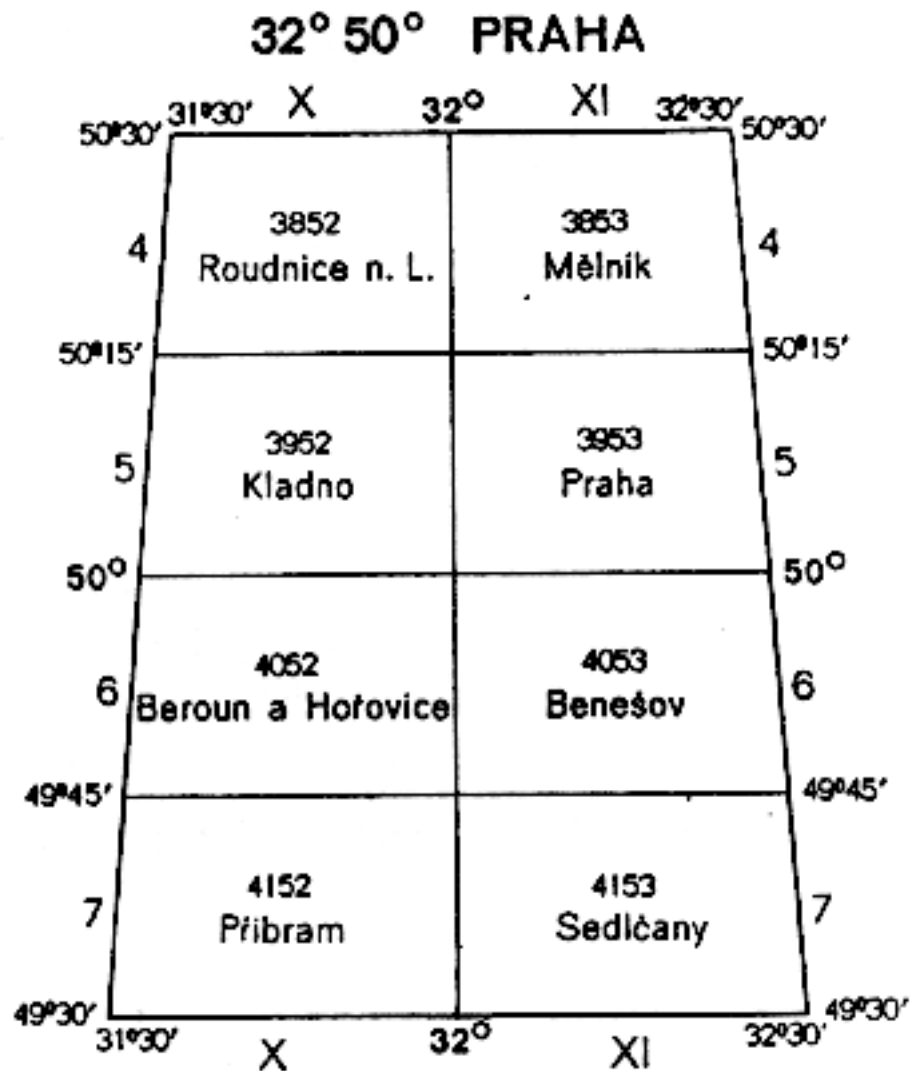 32° 50° PRAHA
31°30′ X 32° XI 32°30′
50°30′ 50°30′
3852 3853
4 Roudnice n. L. Mělník 4
50°15′ 50°15′
3952 3953
5 Kladno Praha 5
50° 50°
4052 4053
6 Beroun a Hořovice Benešov 6
49°45′ 49°45′
4152 4153
7 Příbram Sedlčany 7
49°30′ 49°30′
31°30′ X 32° XI 32°30′